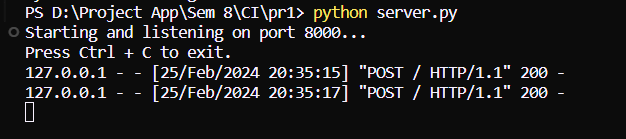 PS D:\Project App\Sem 8\CI\pr1> python server.py
Starting and listening on port 8000...
Press Ctrl + C to exit.
127.0.0.1 - - [25/Feb/2024 20:35:15] "POST / HTTP/1.1" 200 -
127.0.0.1 - - [25/Feb/2024 20:35:17] "POST / HTTP/1.1" 200 -